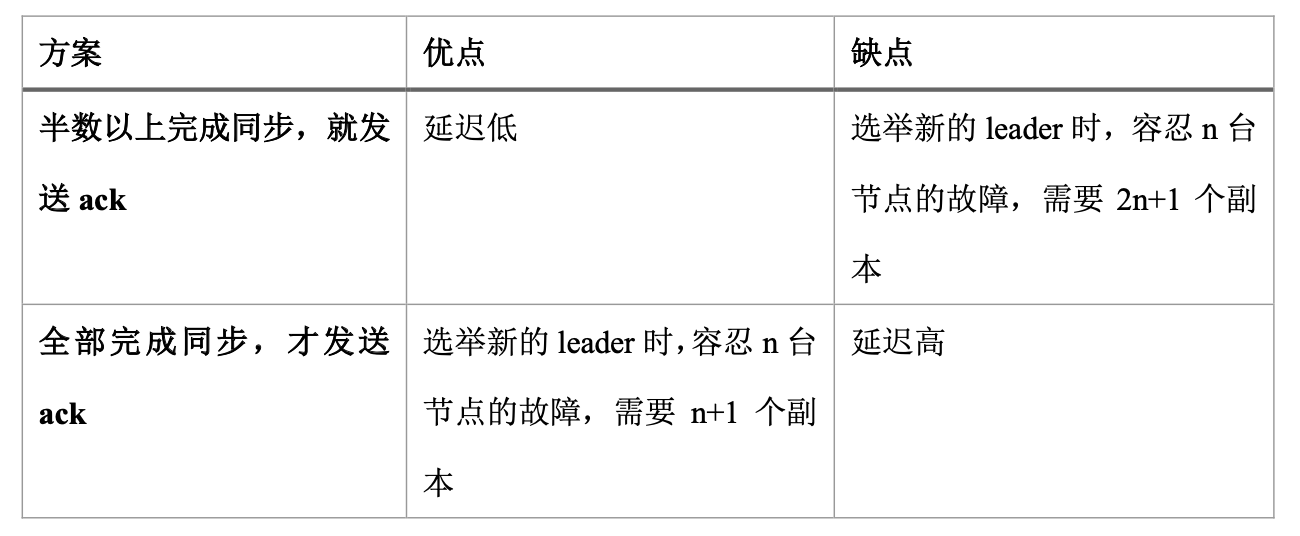 方案 优点 缺点
半数以上完成同步，就发
送 ack
延迟低
选举新的 leader 时，容忍 n 台
节点的故障，需要 2n+1 个副
本
全部完成同步，才发送
ack
选举新的 leader 时，容忍 n 台
节点的故障，需要 n+1 个副
本
延迟高